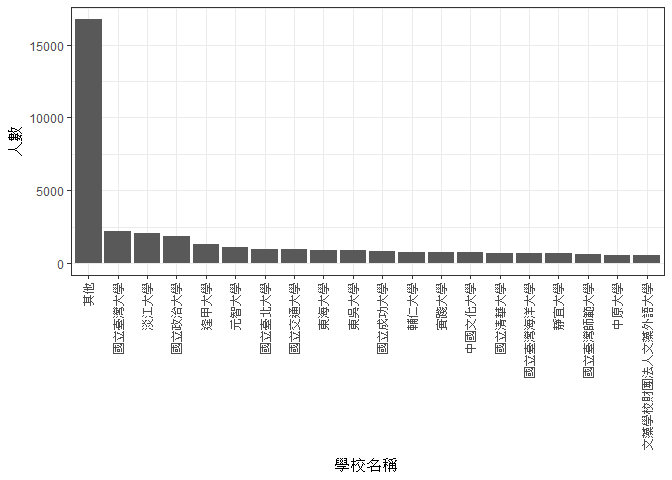 人數
15000
10000
5000
0
其他
國立臺灣大學
淡江大學
國立政治大學
逢甲大學
元智大學
國立臺北大學
國立交通大學
東海大學
東吳大學
國立成功大學
輔仁大學
實踐大學
中國文化大學
國立清華大學
國立臺灣海洋大學
靜宜大學
國立臺灣師範大學
中原大學
文藻學校財團法人文藻外語大學
學校名稱